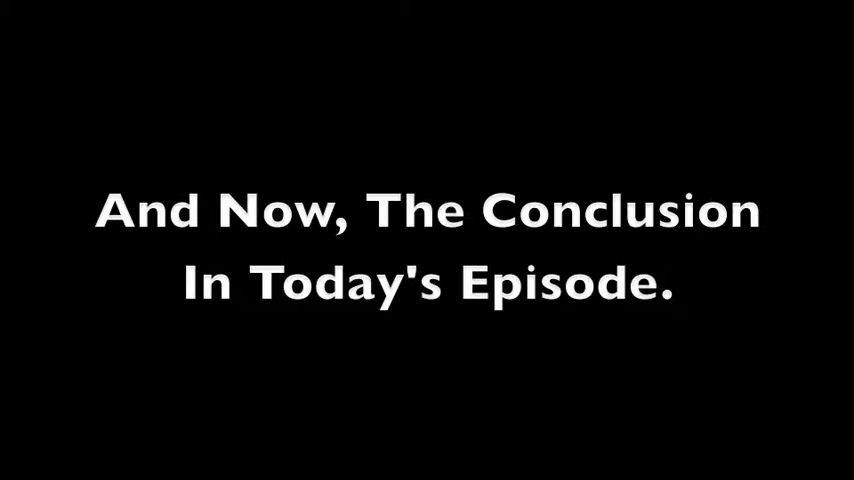 And Now, The Conclusion
In Today's Episode.